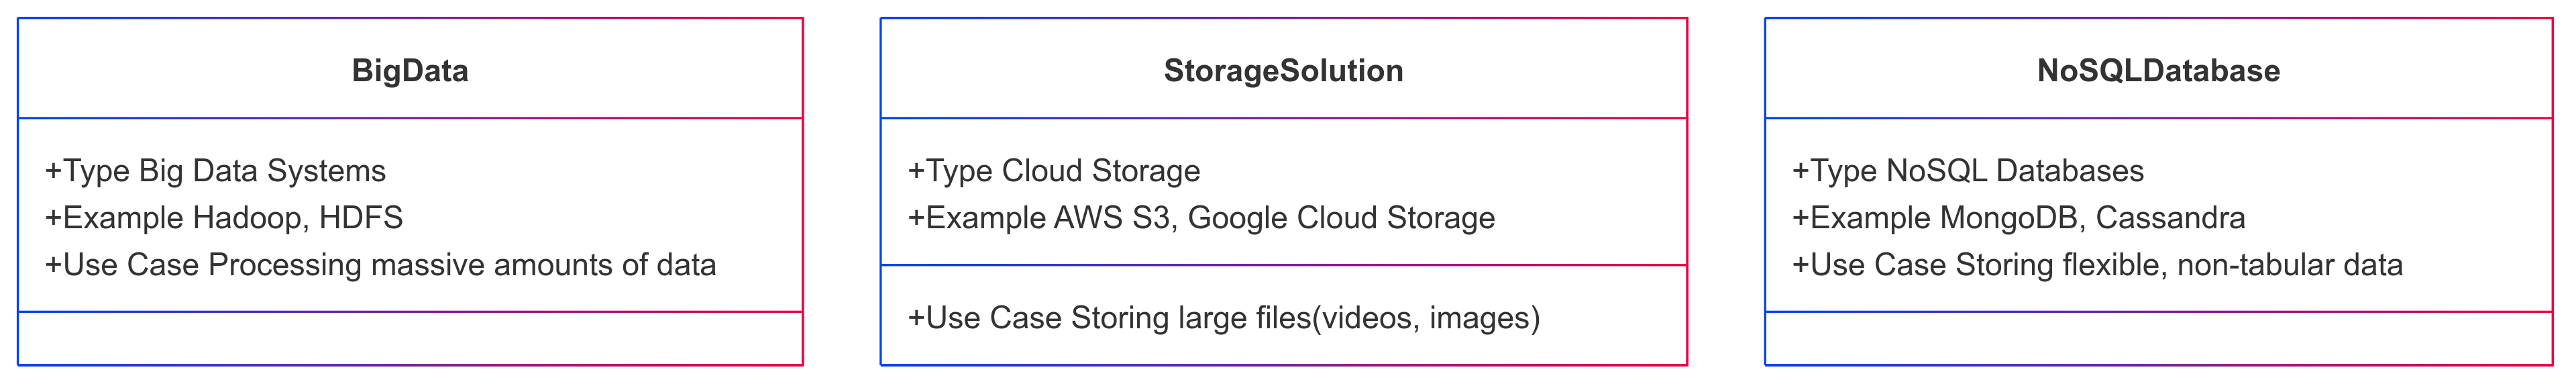 BigData
+Type Big Data Systems
+Example Hadoop, HDFS
+Use Case Processing massive amounts of data
StorageSolution
+Type Cloud Storage
+Example AWS S3, Google Cloud Storage
+Use Case Storing large files(videos, images)
NoSQLDatabase
+Type NoSQL Databases
+Example MongoDB, Cassandra
+Use Case Storing flexible, non-tabular data